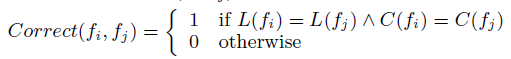 Correct(f_i, f_j) = { 1 if L(f_i) = L(f_j) ∧ C(f_i) = C(f_j)
0 otherwise